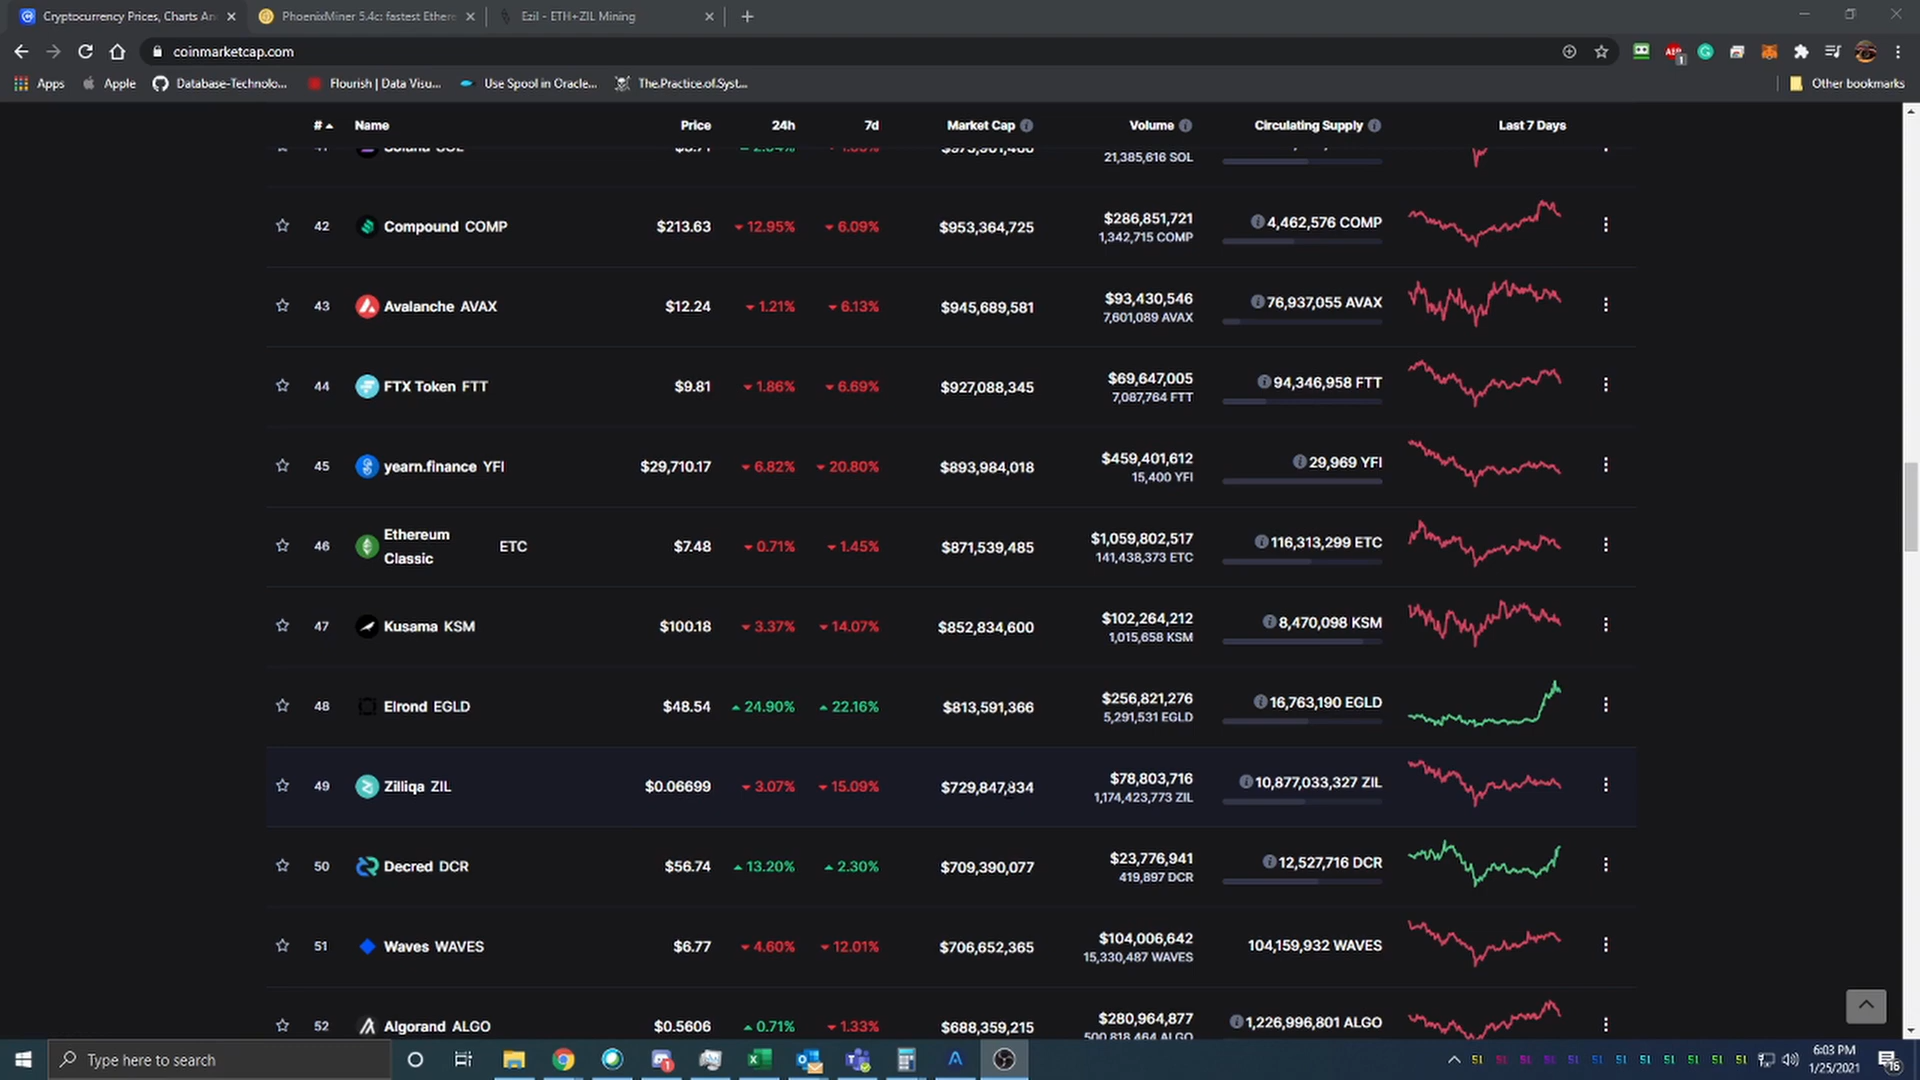 Cryptocurrency Prices, Charts An
PhoenixMiner 5.4c: fastest Ethere
Ezil - ETH+ZIL Mining
coinmarketcap.com
Apps
Apple
Database-Technolo...
Flourish | Data Visu...
Use Spool in Oracle...
The.Practice.of.Syst...
Other bookmarks
# Name Price 24h 7d Market Cap Volume Circulating Supply Last 7 Days
41 Solana SOL
21,385,616 SOL
42 Compound COMP $213.63 12.95% 6.09% $953,364,725 $286,851,721 4,462,576 COMP
1,342,715 COMP
43 Avalanche AVAX $12.24 1.21% 6.13% $945,689,581 $93,430,546 76,937,055 AVAX
7,601,089 AVAX
44 FTX Token FTT $9.81 1.86% 6.69% $927,088,345 $69,647,005 94,346,958 FTT
7,087,764 FTT
45 yearn.finance YFI $29,710.17 6.82% 20.80% $893,984,018 $459,401,612 29,969 YFI
15,400 YFI
46 Ethereum Classic ETC $7.48 0.71% 1.45% $871,539,485 $1,059,802,517 116,313,299 ETC
141,438,373 ETC
47 Kusama KSM $100.18 3.37% 14.07% $852,834,600 $102,264,212 8,470,098 KSM
1,015,658 KSM
48 Elrond EGLD $48.54 24.90% 22.16% $813,591,366 $256,821,276 16,763,190 EGLD
5,291,531 EGLD
49 Zilliqa ZIL $0.06699 3.07% 15.09% $729,847,834 $78,803,716 10,877,033,327 ZIL
1,174,423,773 ZIL
50 Decred DCR $56.74 13.20% 2.30% $709,390,077 $23,776,941 12,527,716 DCR
419,897 DCR
51 Waves WAVES $6.77 4.60% 12.01% $706,652,365 $104,006,642 104,159,932 WAVES
15,330,487 WAVES
52 Algorand ALGO $0.5606 0.71% 1.33% $688,359,215 $280,964,877 1,226,996,801 ALGO
Type here to search
51 51 51 51 51 51 51 51 51 51 51 51
6:03 PM
1/25/2021
16